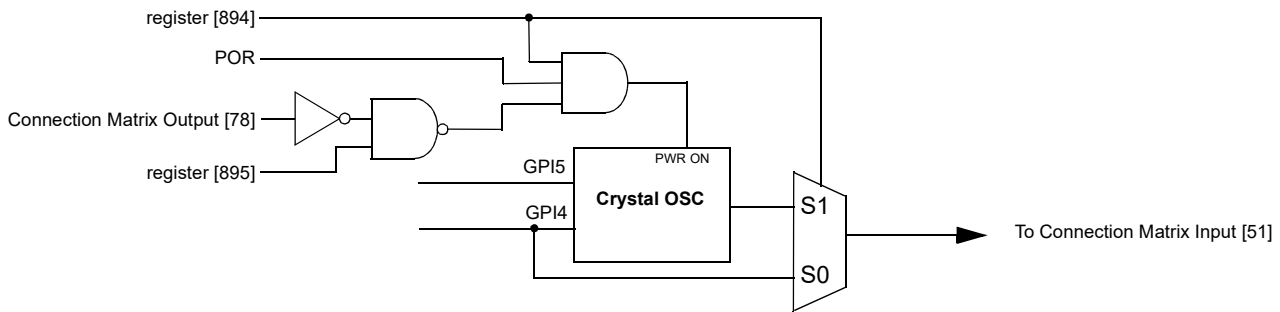 register [894]
POR
Connection Matrix Output [78]
register [895]
PWR ON
GPI5
Crystal OSC
GPI4
S1
To Connection Matrix Input [51]
S0